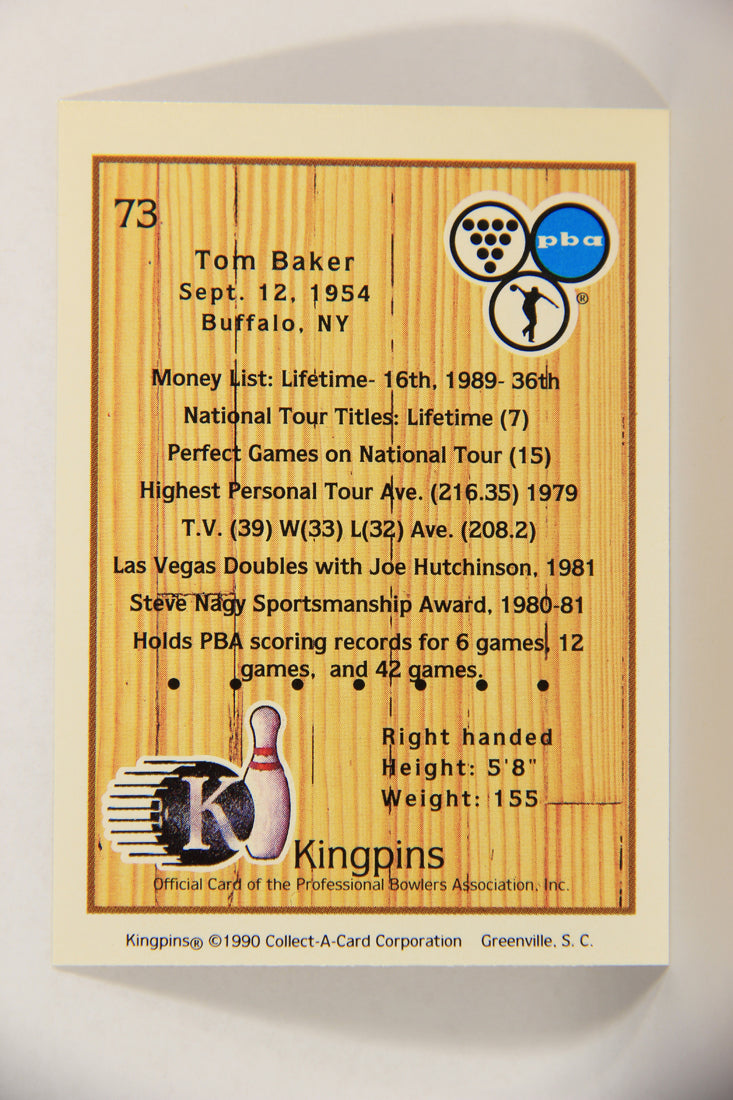 73
pba
®
Tom Baker
Sept. 12, 1954
Buffalo, NY
Money List: Lifetime- 16th, 1989- 36th
National Tour Titles: Lifetime (7)
Perfect Games on National Tour (15)
Highest Personal Tour Ave. (216.35) 1979
T.V. (39) W(33) L(32) Ave. (208.2)
Las Vegas Doubles with Joe Hutchinson, 1981
Steve Nagy Sportsmanship Award, 1980-81
Holds PBA scoring records for 6 games, 12
games, and 42 games.
Right handed
Height: 5'8"
Weight: 155
K
Kingpins
Official Card of the Professional Bowlers Association, Inc.
Kingpins® ©1990 Collect-A-Card Corporation Greenville, S. C.